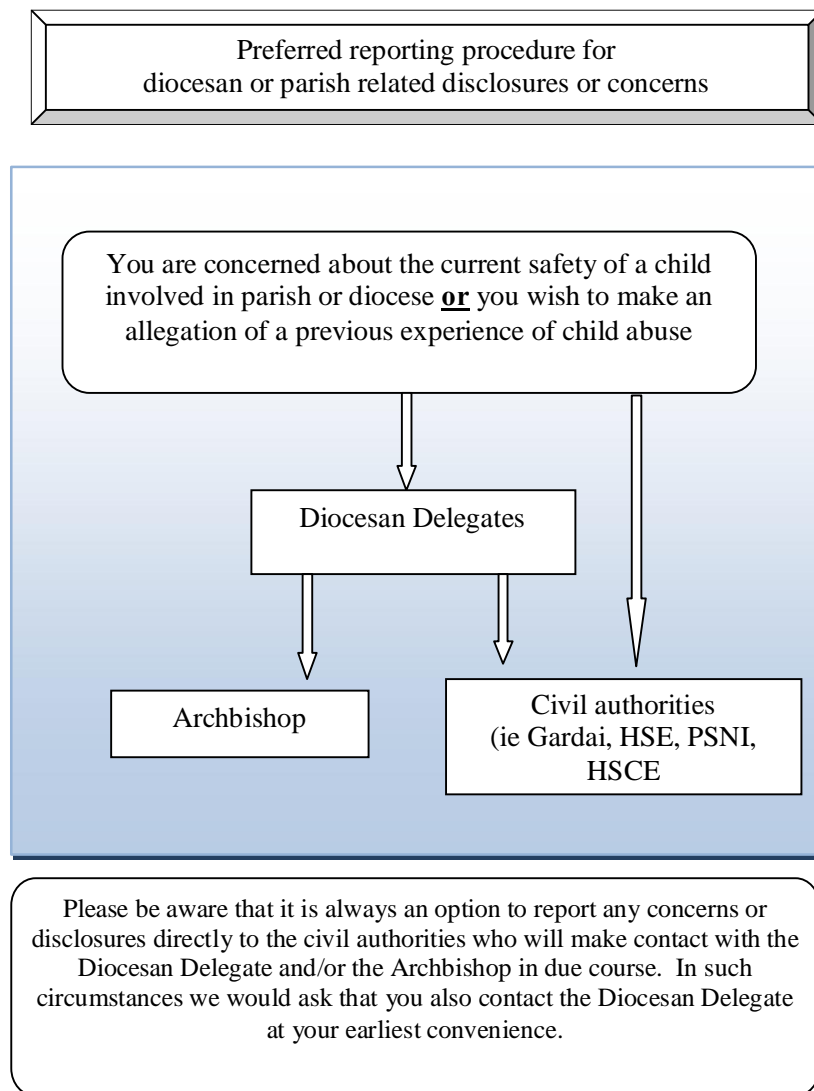 Preferred reporting procedure for
diocesan or parish related disclosures or concerns
You are concerned about the current safety of a child
involved in parish or diocese or you wish to make an
allegation of a previous experience of child abuse
Diocesan Delegates
Archbishop
Civil authorities
(ie Gardai, HSE, PSNI,
HSCE
Please be aware that it is always an option to report any concerns or
disclosures directly to the civil authorities who will make contact with the
Diocesan Delegate and/or the Archbishop in due course.  In such
circumstances we would ask that you also contact the Diocesan Delegate
at your earliest convenience.